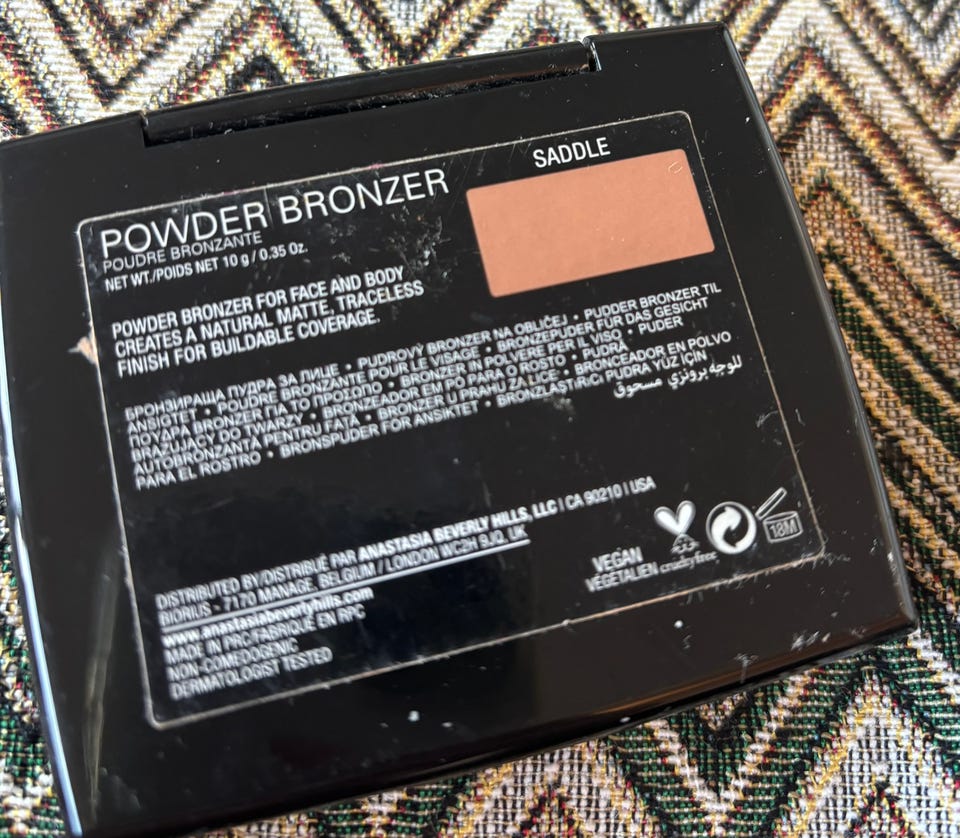 SADDLE
POWDER BRONZER
POUDRE BRONZANTE
NET WT./POIDS NET 10 g / 0.35 Oz.
POWDER BRONZER FOR FACE AND BODY
CREATES A NATURAL MATTE, TRACELESS
FINISH FOR BUILDABLE COVERAGE.
БРОНЗИРАЩА ПУДРА ЗА ЛИЦЕ • PUDROVÝ BRONZER NA OBLIČEJ • PUDDER BRONZER TIL
ANSIGTET • POUDRE BRONZANTE POUR LE VISAGE • BRONZEPUDER FÜR DAS GESICHT
ΠΟΥΔΡΑ BRONZER ΓΙΑ ΤΟ ΠΡΟΣΩΠΟ • BRONZER IN POLVERE PER IL VISO • PUDER
BRĄZUJĄCY DO TWARZY • BRONZEADOR EM PÓ PARA O ROSTO • PUDRĂ
AUTOBRONZANTĂ PENTRU FAȚĂ • BRONZER U PRAHU ZA LICE • BRONCEADOR EN POLVO
PARA EL ROSTRO • BRONSPUDER FÖR ANSIKTET • BRONZLAŞTIRICI PUDRA YÜZ İÇİN
للوجه برونزي مسحوق
DISTRIBUTED BY/DISTRIBUÉ PAR ANASTASIA BEVERLY HILLS, LLC | CA 90210 | USA
BIORIUS - 7170 MANAGE, BELGIUM / LONDON WC2H 9JQ, UK
www.anastasiabeverlyhills.com
MADE IN PRC/FABRIQUÉ EN RPC
NON-COMEDOGENIC
DERMATOLOGIST TESTED
VEGAN
VÉGÉTALIEN
crueltyfree
18M